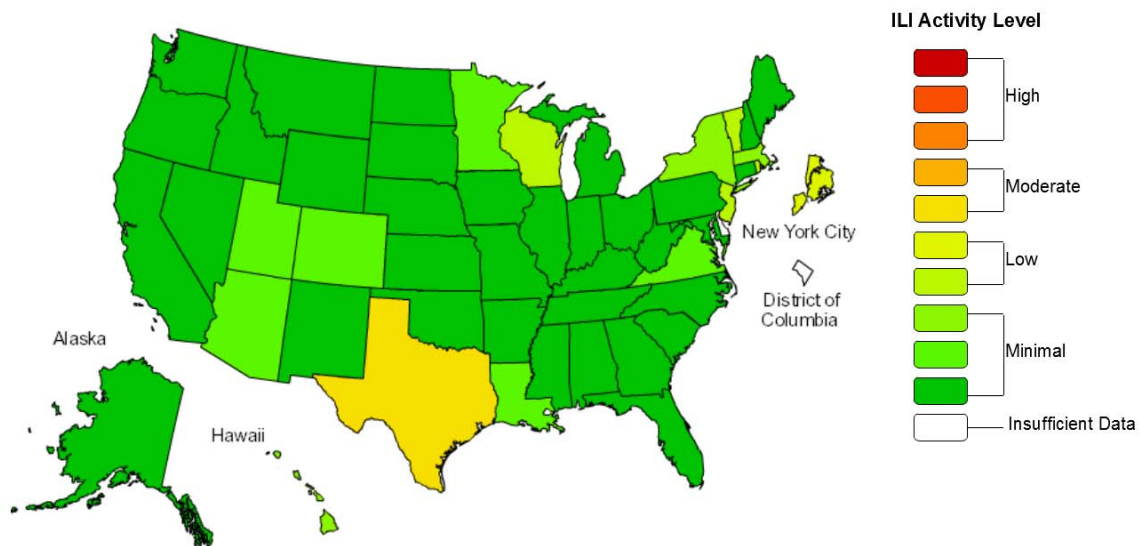 ILI Activity Level
High
Moderate
New York City
Low
District of
Columbia
Alaska
Minimal
Hawaii
Insufficient Data